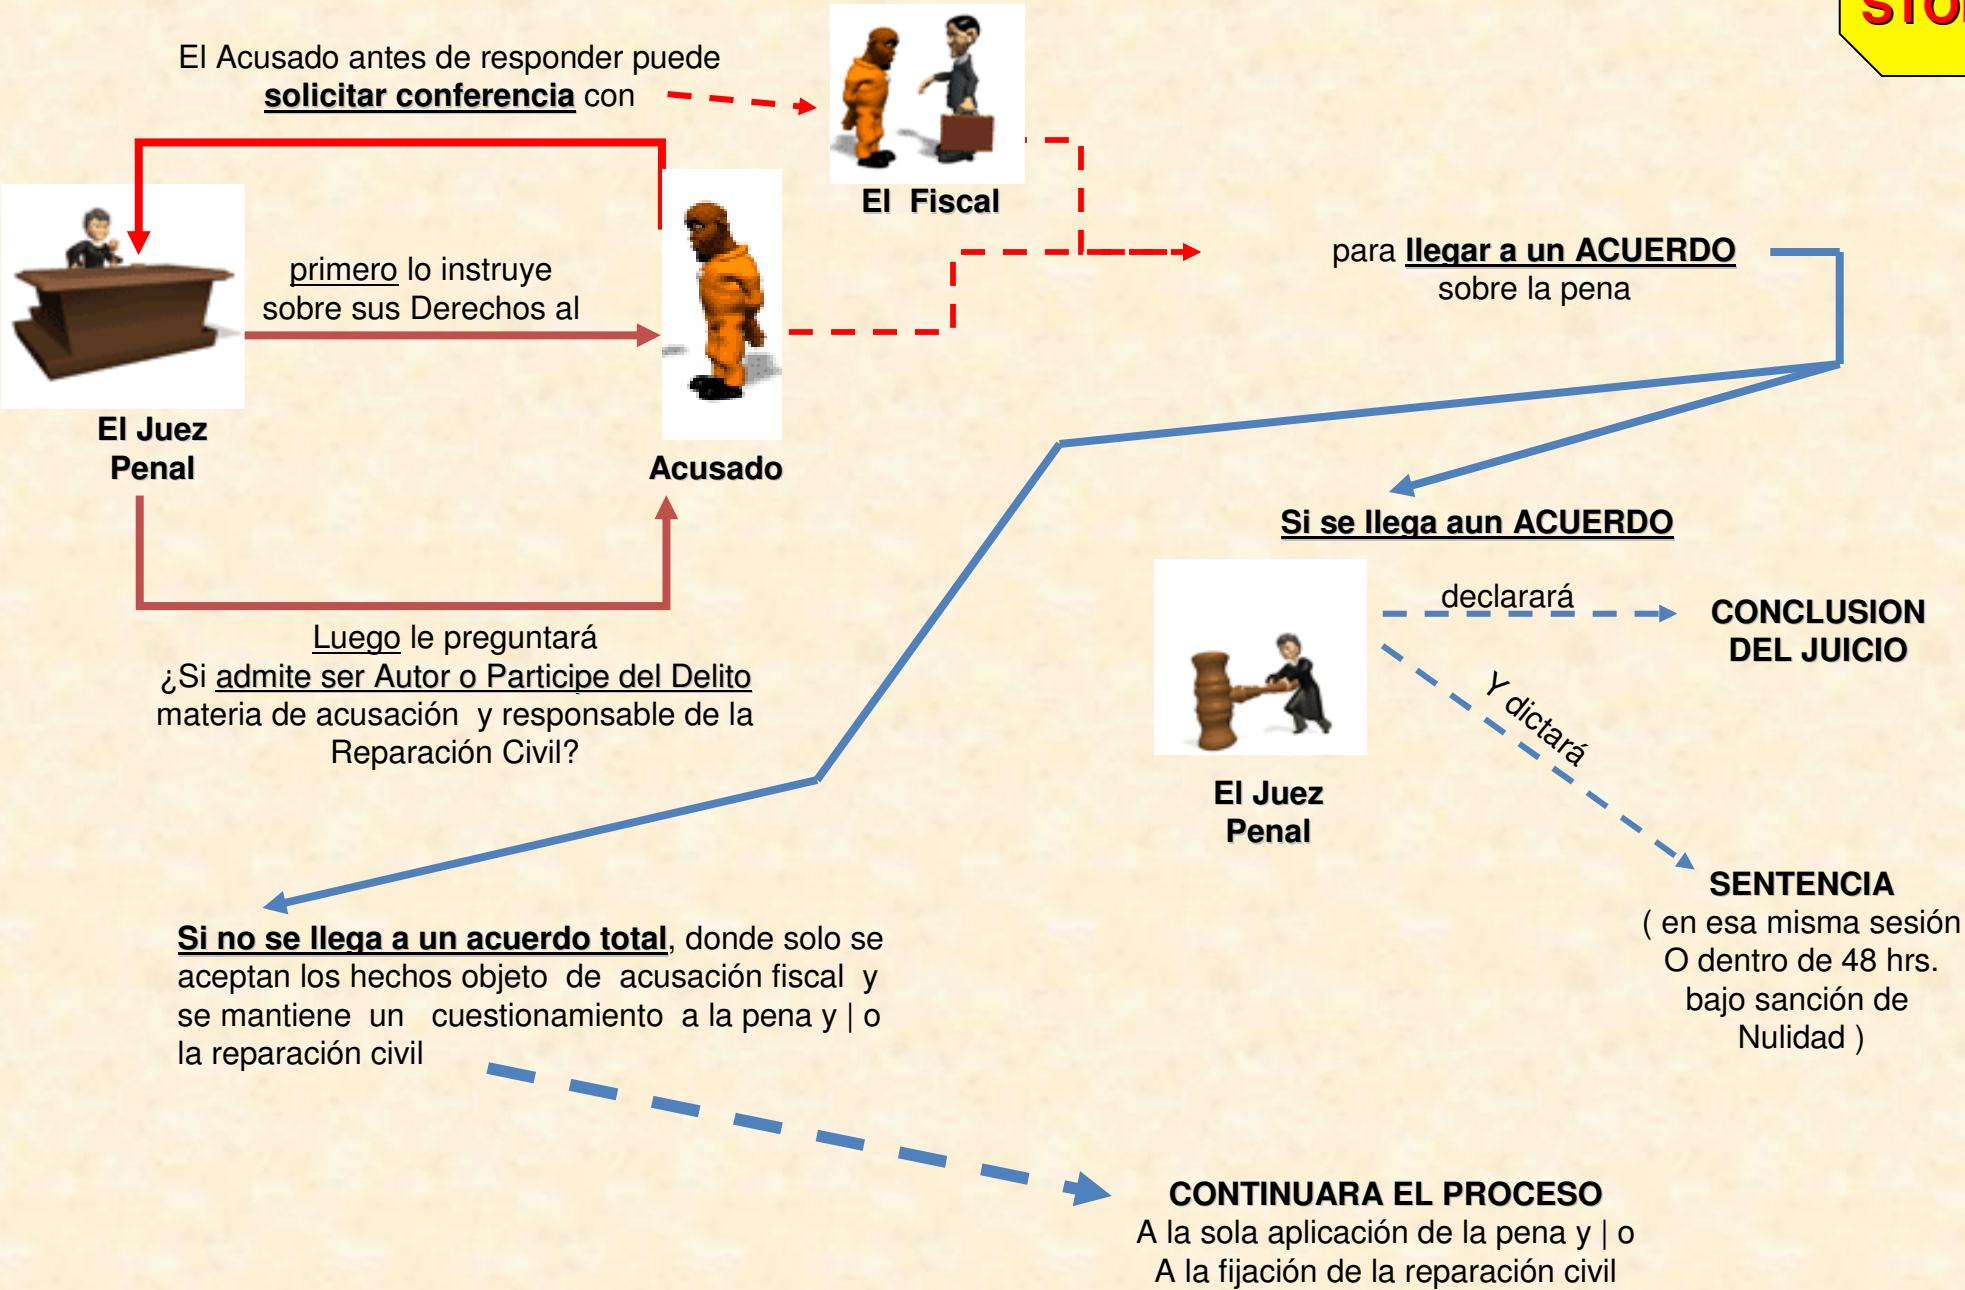 STOP
El Acusado antes de responder puede
solicitar conferencia con
El Fiscal
primero lo instruye
sobre sus Derechos al
para llegar a un ACUERDO
sobre la pena
El Juez
Penal
Acusado
Si se llega aun ACUERDO
declarará
CONCLUSION
DEL JUICIO
Luego le preguntará
¿Si admite ser Autor o Participe del Delito
materia de acusación y responsable de la
Reparación Civil?
Y dictará
El Juez
Penal
SENTENCIA
( en esa misma sesión
O dentro de 48 hrs.
bajo sanción de
Nulidad )
Si no se llega a un acuerdo total, donde solo se
aceptan los hechos objeto de acusación fiscal y
se mantiene un cuestionamiento a la pena y | o
la reparación civil
CONTINUARA EL PROCESO
A la sola aplicación de la pena y | o
A la fijación de la reparación civil